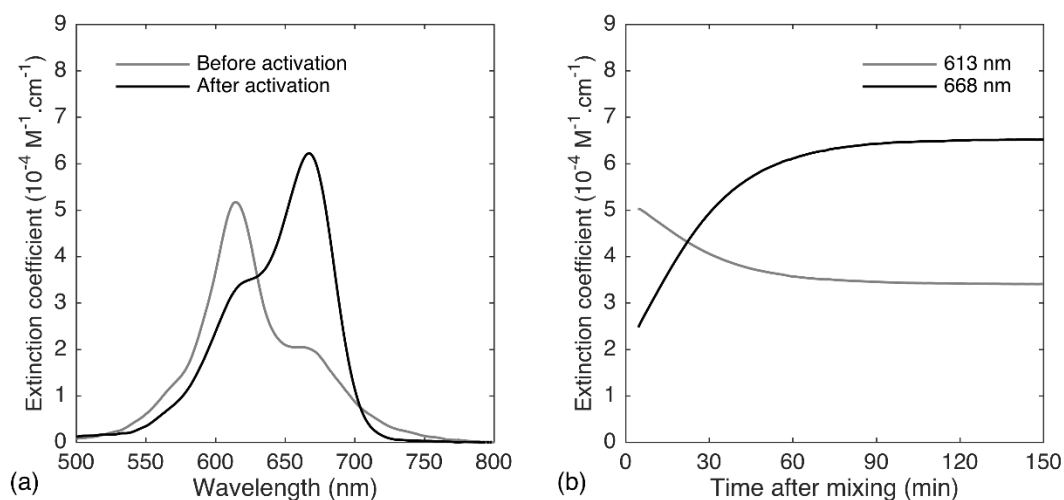 9
8
7
6
5
4
3
2
1
0
Extinction coefficient (10-4 M-1.cm-1)
Before activation
After activation
500 550 600 650 700 750 800
Wavelength (nm)
(a)
9
8
7
6
5
4
3
2
1
0
Extinction coefficient (10-4 M-1.cm-1)
613 nm
668 nm
0 30 60 90 120 150
Time after mixing (min)
(b)